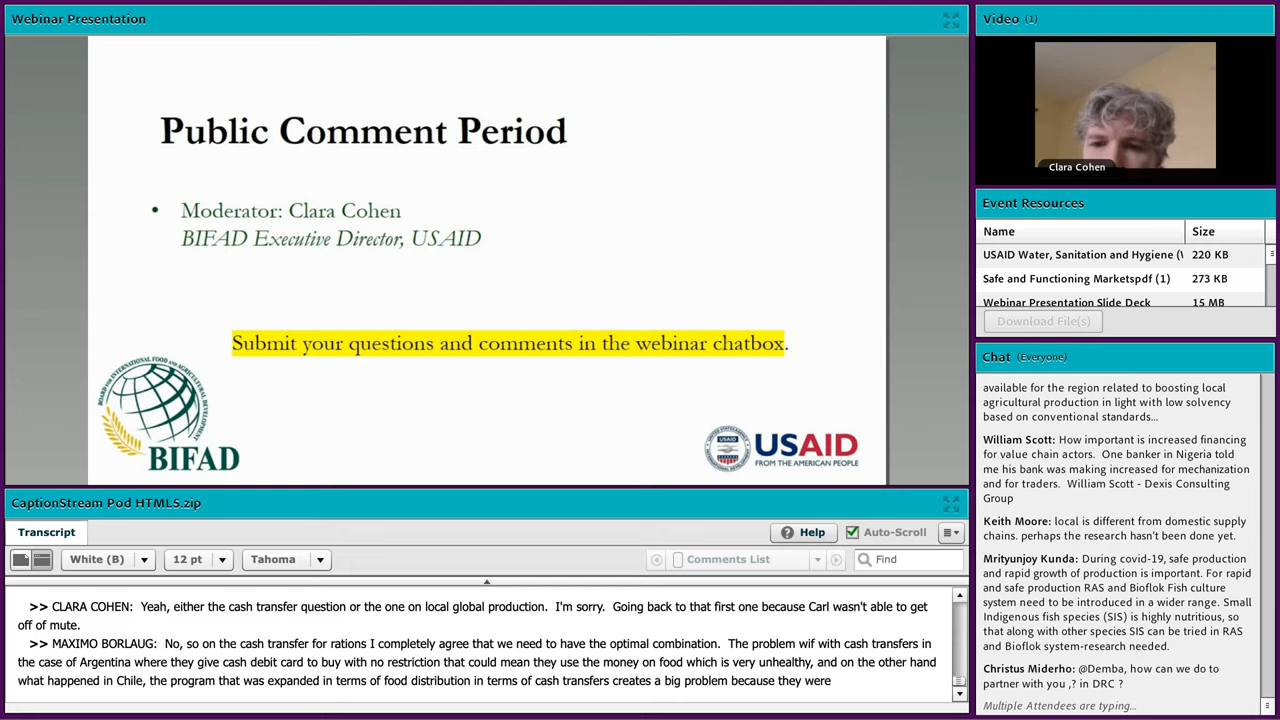 Webinar Presentation
Public Comment Period
• Moderator: Clara Cohen
BIFAD Executive Director, USAID
Submit your questions and comments in the webinar chatbox.
BOARD FOR INTERNATIONAL FOOD AND AGRICULTURAL DEVELOPMENT
BIFAD
USAID
USAID
FROM THE AMERICAN PEOPLE
CaptionStream Pod HTML5.zip
Transcript
Help
Auto-Scroll
White (B)
12 pt
Tahoma
Comments List
Find
>> CLARA COHEN: Yeah, either the cash transfer question or the one on local global production. I'm sorry. Going back to that first one because Carl wasn't able to get
off of mute.
>> MAXIMO BORLAUG: No, so on the cash transfer for rations I completely agree that we need to have the optimal combination. The problem wif with cash transfers in
the case of Argentina where they give cash debit card to buy with no restriction that could mean they use the money on food which is very unhealthy, and on the other hand
what happened in Chile, the program that was expanded in terms of food distribution in terms of cash transfers creates a big problem because they were
Video (1)
Clara Cohen
Event Resources
Name Size
USAID Water, Sanitation and Hygiene (\ 220 KB
Safe and Functioning Marketspdf (1) 273 KB
Webinar Presentation Slide Deck 15 MB
Download File(s)
Chat (Everyone)
available for the region related to boosting local
agricultural production in light with low solvency
based on conventional standards...
William Scott: How important is increased financing
for value chain actors. One banker in Nigeria told
me his bank was making increased for mechanization
and for traders. William Scott - Dexis Consulting
Group
Keith Moore: local is different from domestic supply
chains. perhaps the research hasn't been done yet.
Mrityunjoy Kunda: During covid-19, safe production
and rapid growth of production is important. For rapid
and safe production RAS and Bioflok Fish culture
system need to be introduced in a wider range. Small
Indigenous fish species (SIS) is highly nutritious, so
that along with other species SIS can be tried in RAS
and Bioflok system-research needed.
Christus Miderho: @Demba, how can we do to
partner with you ,? in DRC ?
Multiple Attendees are typing...